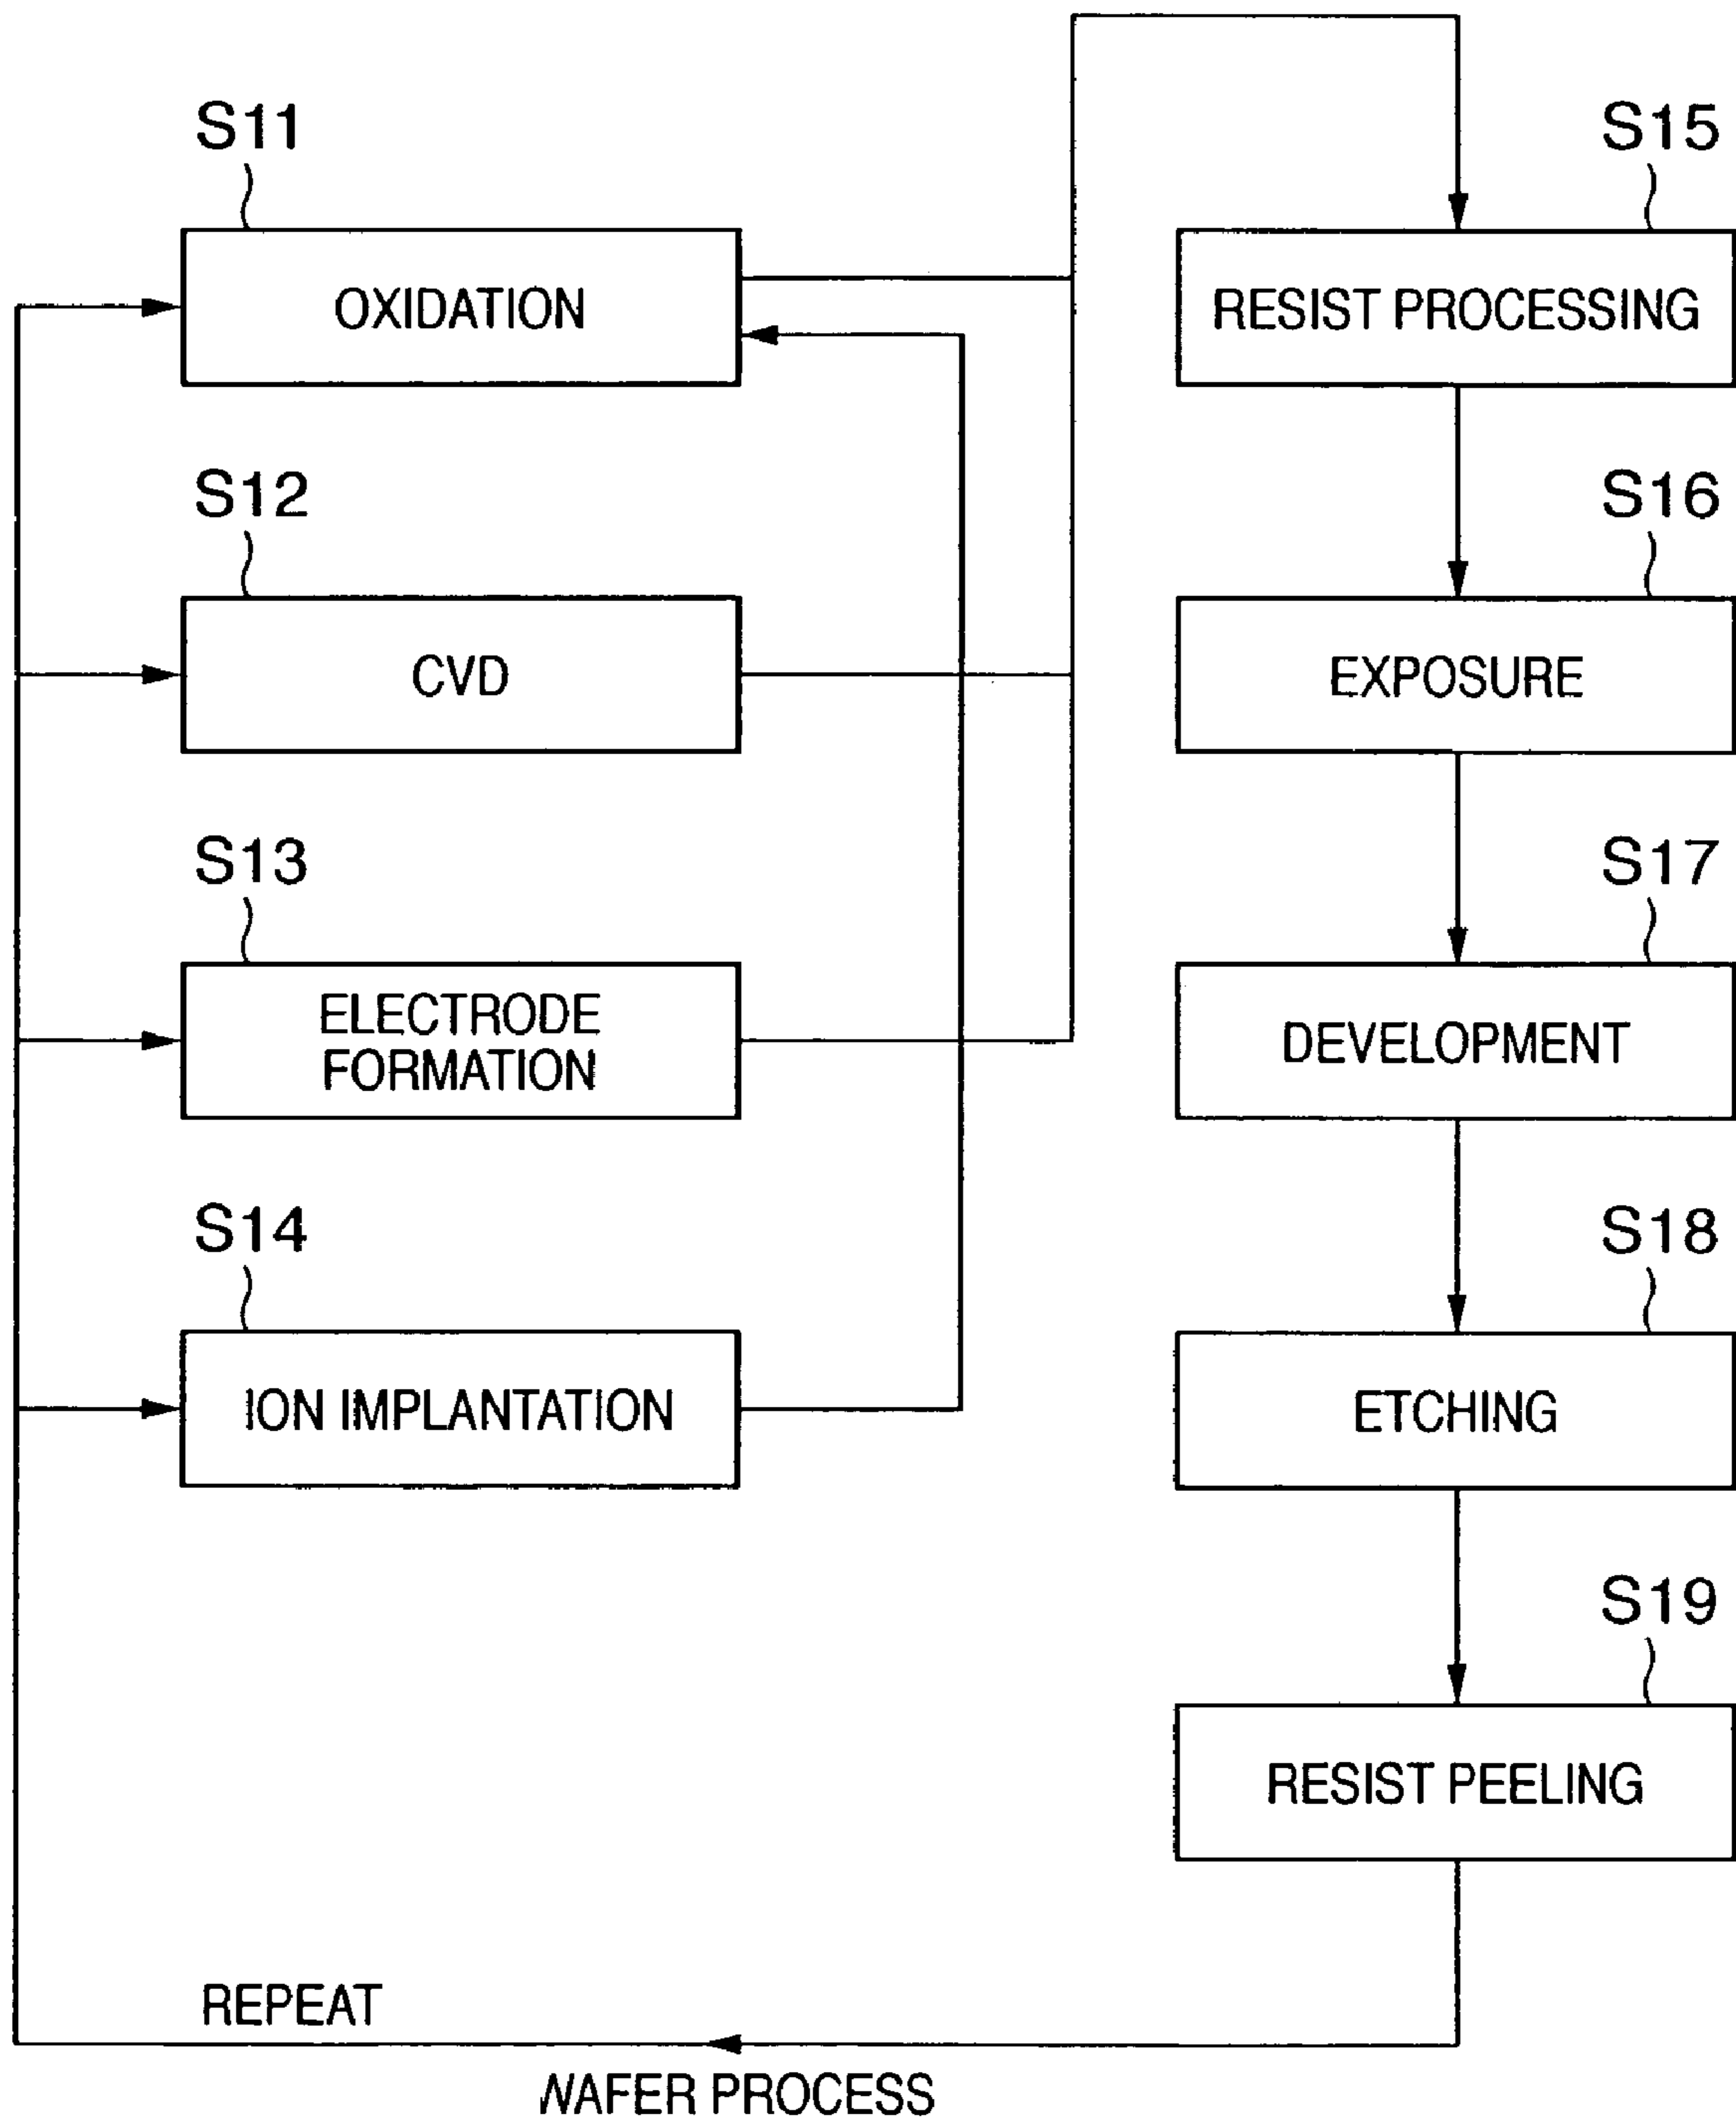 S11
OXIDATION
S12
CVD
S13
ELECTRODE
FORMATION
S14
ION IMPLANTATION
S15
RESIST PROCESSING
S16
EXPOSURE
S17
DEVELOPMENT
S18
ETCHING
S19
RESIST PEELING
REPEAT
WAFER PROCESS